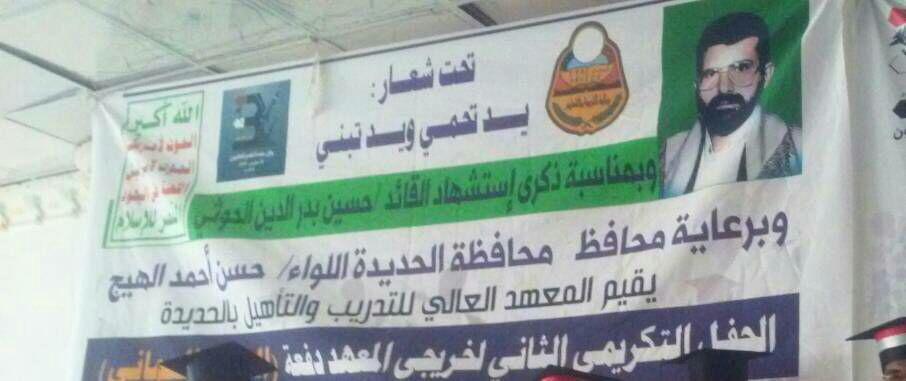 تحت شعار :
يد تحمي ويد تبني
الله أكبر
الموت لأمريكا
الموت لإسرائيل
اللعنة على اليهود
النصر للإسلام
وبمناسبة ذكرى إستشهاد القائد / حسين بدر الدين الحوثي
وبرعاية محافظ محافظة الحديدة اللواء/ حسن أحمد الهيج
يقيم المعهد العالي للتدريب والتأهيل بالحديدة
الحفل التكريمي الثاني لخريجي المعهد دفعة (